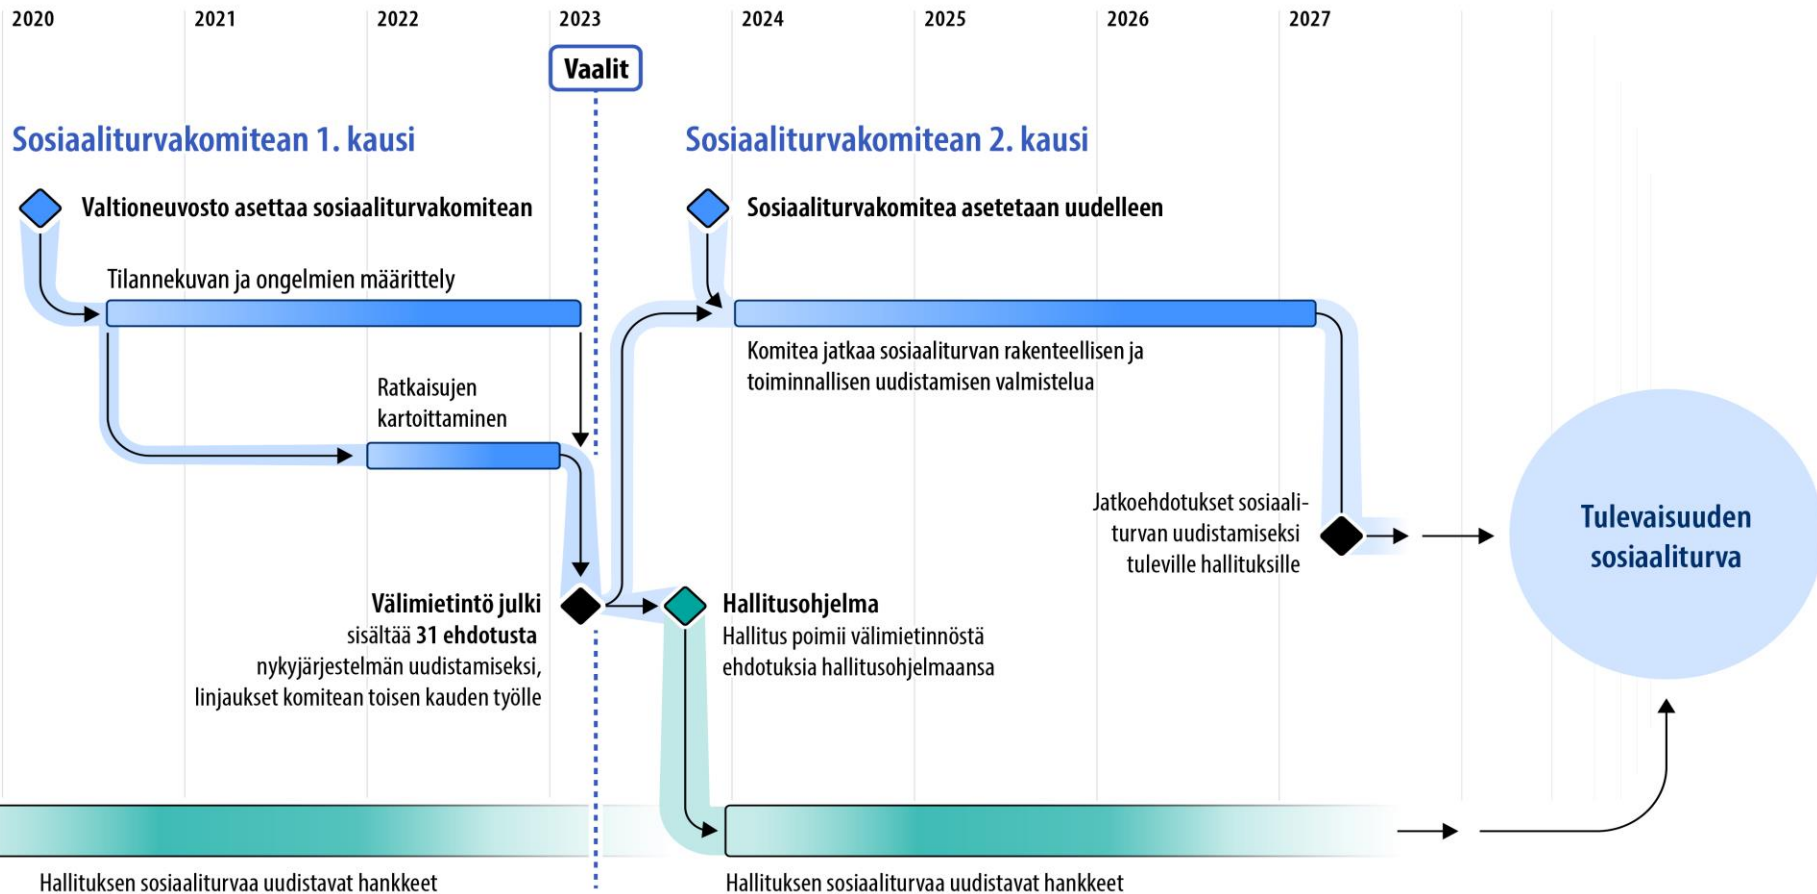 2020 2021 2022 2023 2024 2025 2026 2027
Vaalit
Sosiaaliturvakomitean 1. kausi
Valtioneuvosto asettaa sosiaaliturvakomitean
Tilannekuvan ja ongelmien määrittely
Ratkaisujen
kartoittaminen
Välimietintö julki
sisältää 31 ehdotusta
nykyjärjestelmän uudistamiseksi,
linjaukset komitean toisen kauden työlle
Sosiaaliturvakomitean 2. kausi
Sosiaaliturvakomitea asetetaan uudelleen
Komitea jatkaa sosiaaliturvan rakenteellisen ja
toiminnallisen uudistamisen valmistelua
Jatkoehdotukset sosiaali-
turvan uudistamiseksi
tuleville hallituksille
Hallitusohjelma
Hallitus poimii välimietinnöstä
ehdotuksia hallitusohjelmaansa
Tulevaisuuden
sosiaaliturva
Hallituksen sosiaaliturvaa uudistavat hankkeet
Hallituksen sosiaaliturvaa uudistavat hankkeet